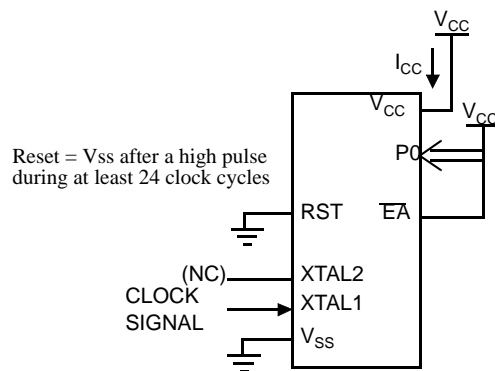 VCC
ICC
VCC
VCC
P0
Reset = Vss after a high pulse
during at least 24 clock cycles
RST
EA
(NC)
XTAL2
CLOCK
SIGNAL
XTAL1
VSS